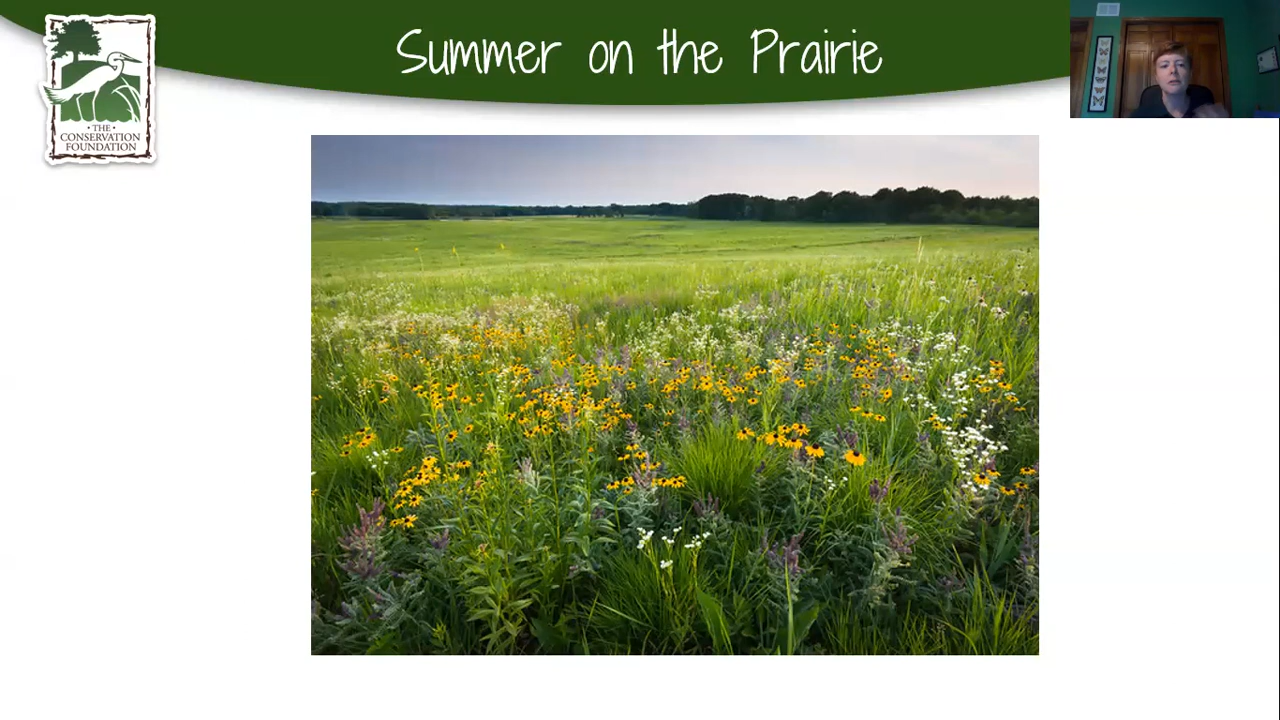 Summer on the Prairie
• THE •
CONSERVATION
FOUNDATION